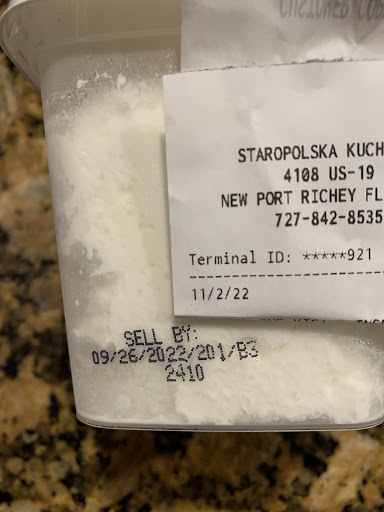 STAROPOLSKA KUCH
4108 US-19
NEW PORT RICHEY FL
727-842-8535
Terminal ID: *****921
11/2/22
SELL BY:
09/26/2022/201/B3
2410